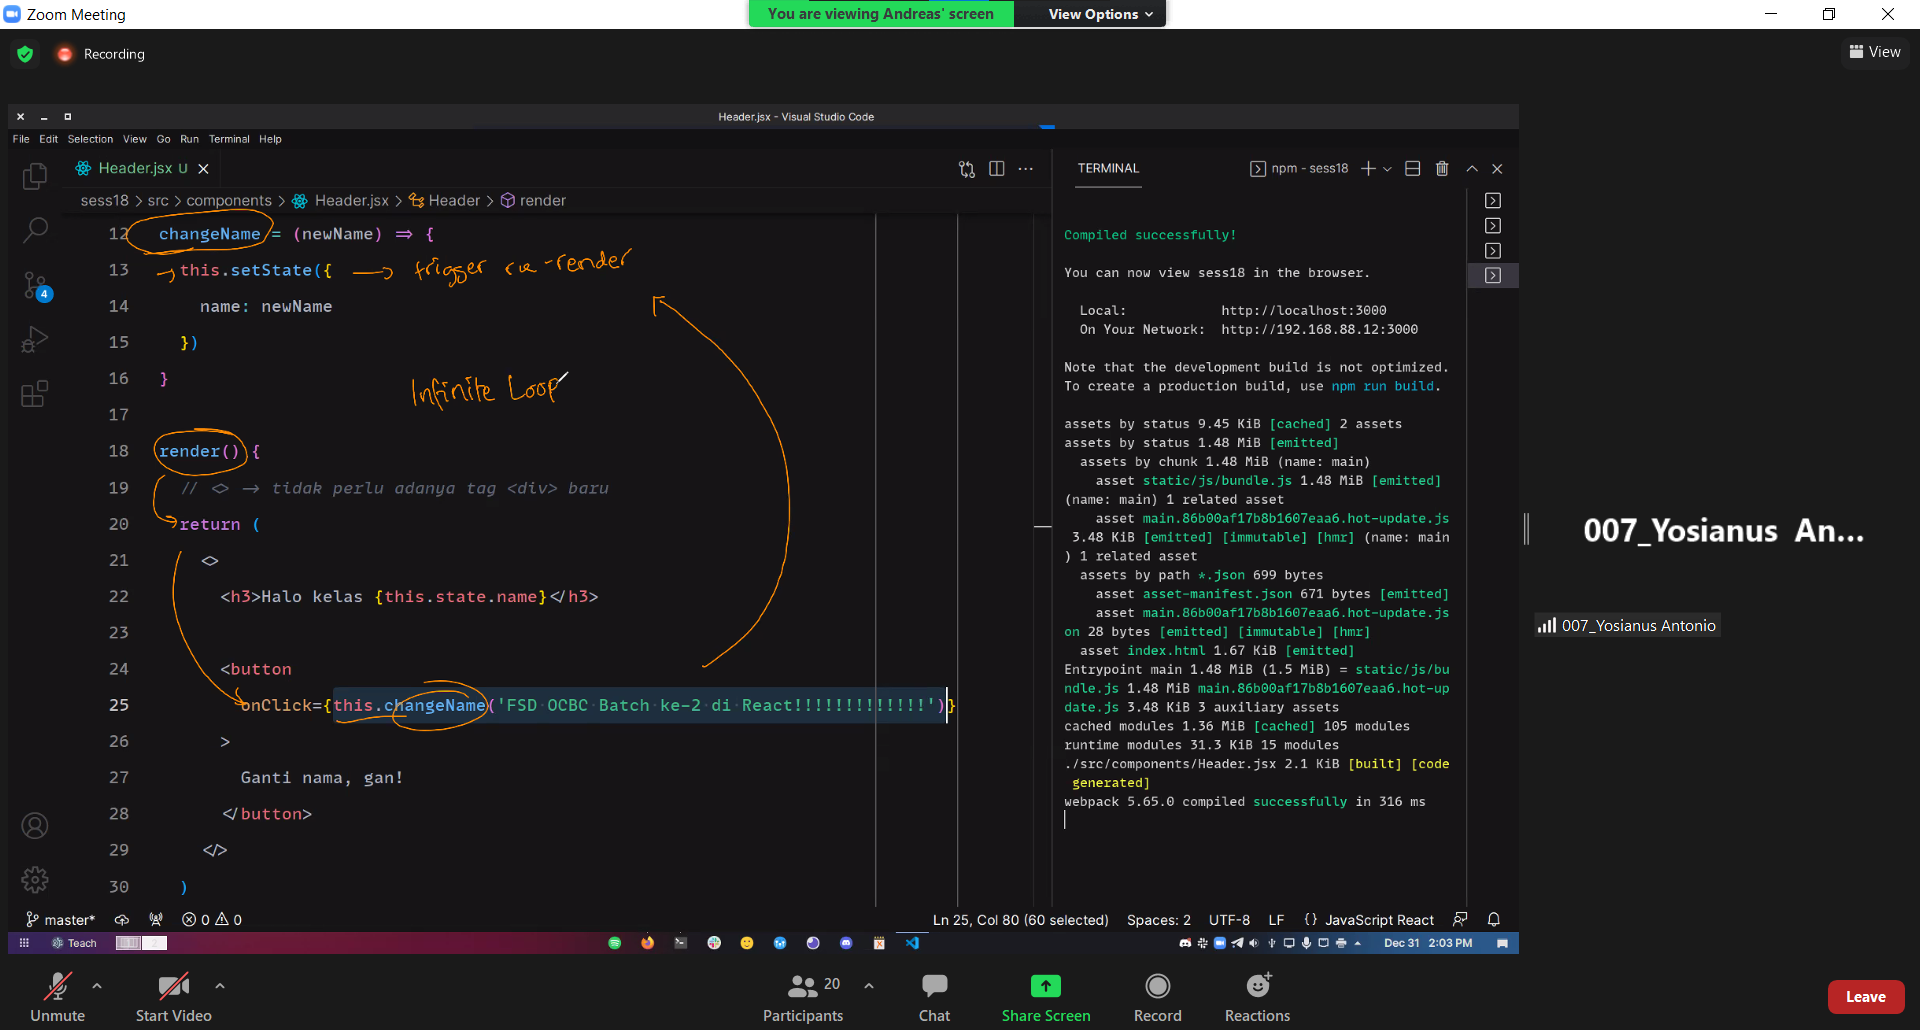 Zoom Meeting
You are viewing Andreas' screen
View Options
Recording
View
Header.jsx - Visual Studio Code
File Edit Selection View Go Run Terminal Help
Header.jsx U
sess18 > src > components > Header.jsx > Header > render
12 changeName = (newName) => {
13 this.setState({ → trigger re-render
14 name: newName
15 })
16 }
Infinite Loop
17
18 render() {
19 // <> → tidak perlu adanya tag <div> baru
20 return (
21 <>
22 <h3>Halo kelas {this.state.name}</h3>
23
24 <button
25 onClick={this.changeName('FSD OCBC Batch ke-2 di React!!!!!!!!!!!!!')}
26 >
27 Ganti nama, gan!
28 </button>
29 </>
30 )
TERMINAL
npm - sess18
Compiled successfully!
You can now view sess18 in the browser.
Local: http://localhost:3000
On Your Network: http://192.168.88.12:3000
Note that the development build is not optimized.
To create a production build, use npm run build.
assets by status 9.45 KiB [cached] 2 assets
assets by status 1.48 MiB [emitted]
assets by chunk 1.48 MiB (name: main)
asset static/js/bundle.js 1.48 MiB [emitted]
(name: main) 1 related asset
asset main.86b00af17b8b1607eaa6.hot-update.js
3.48 KiB [emitted] [immutable] [hmr] (name: main
) 1 related asset
assets by path *.json 699 bytes
asset asset-manifest.json 671 bytes [emitted]
asset main.86b00af17b8b1607eaa6.hot-update.js
on 28 bytes [emitted] [immutable] [hmr]
asset index.html 1.67 KiB [emitted]
Entrypoint main 1.48 MiB (1.5 MiB) = static/js/bu
ndle.js 1.48 MiB main.86b00af17b8b1607eaa6.hot-up
date.js 3.48 KiB 3 auxiliary assets
cached modules 1.36 MiB [cached] 105 modules
runtime modules 31.3 KiB 15 modules
./src/components/Header.jsx 2.1 KiB [built] [code
generated]
webpack 5.65.0 compiled successfully in 316 ms
4
007_Yosianus An...
007_Yosianus Antonio
master* 0 0
Ln 25, Col 80 (60 selected) Spaces: 2 UTF-8 LF {} JavaScript React
Teach
Dec 31 2:03 PM
Unmute
Start Video
20
Participants
Chat
Share Screen
Record
Reactions
Leave